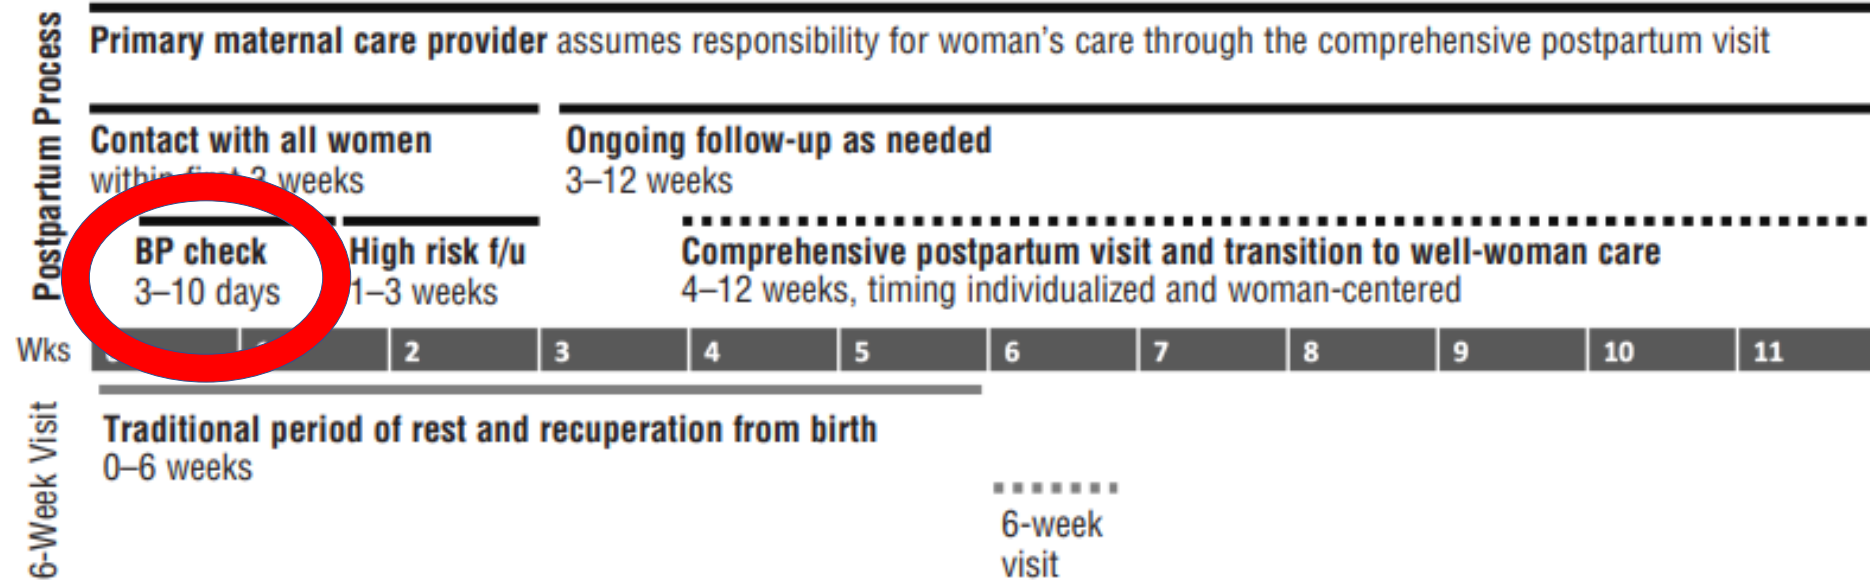 Postpartum Process
Primary maternal care provider assumes responsibility for woman's care through the comprehensive postpartum visit
Contact with all women
within first 3 weeks
Ongoing follow-up as needed
3–12 weeks
BP check
3–10 days
High risk f/u
1–3 weeks
Comprehensive postpartum visit and transition to well-woman care
4–12 weeks, timing individualized and woman-centered
Wks 2 3 4 5 6 7 8 9 10 11
6-Week Visit
Traditional period of rest and recuperation from birth
0–6 weeks
6-week
visit